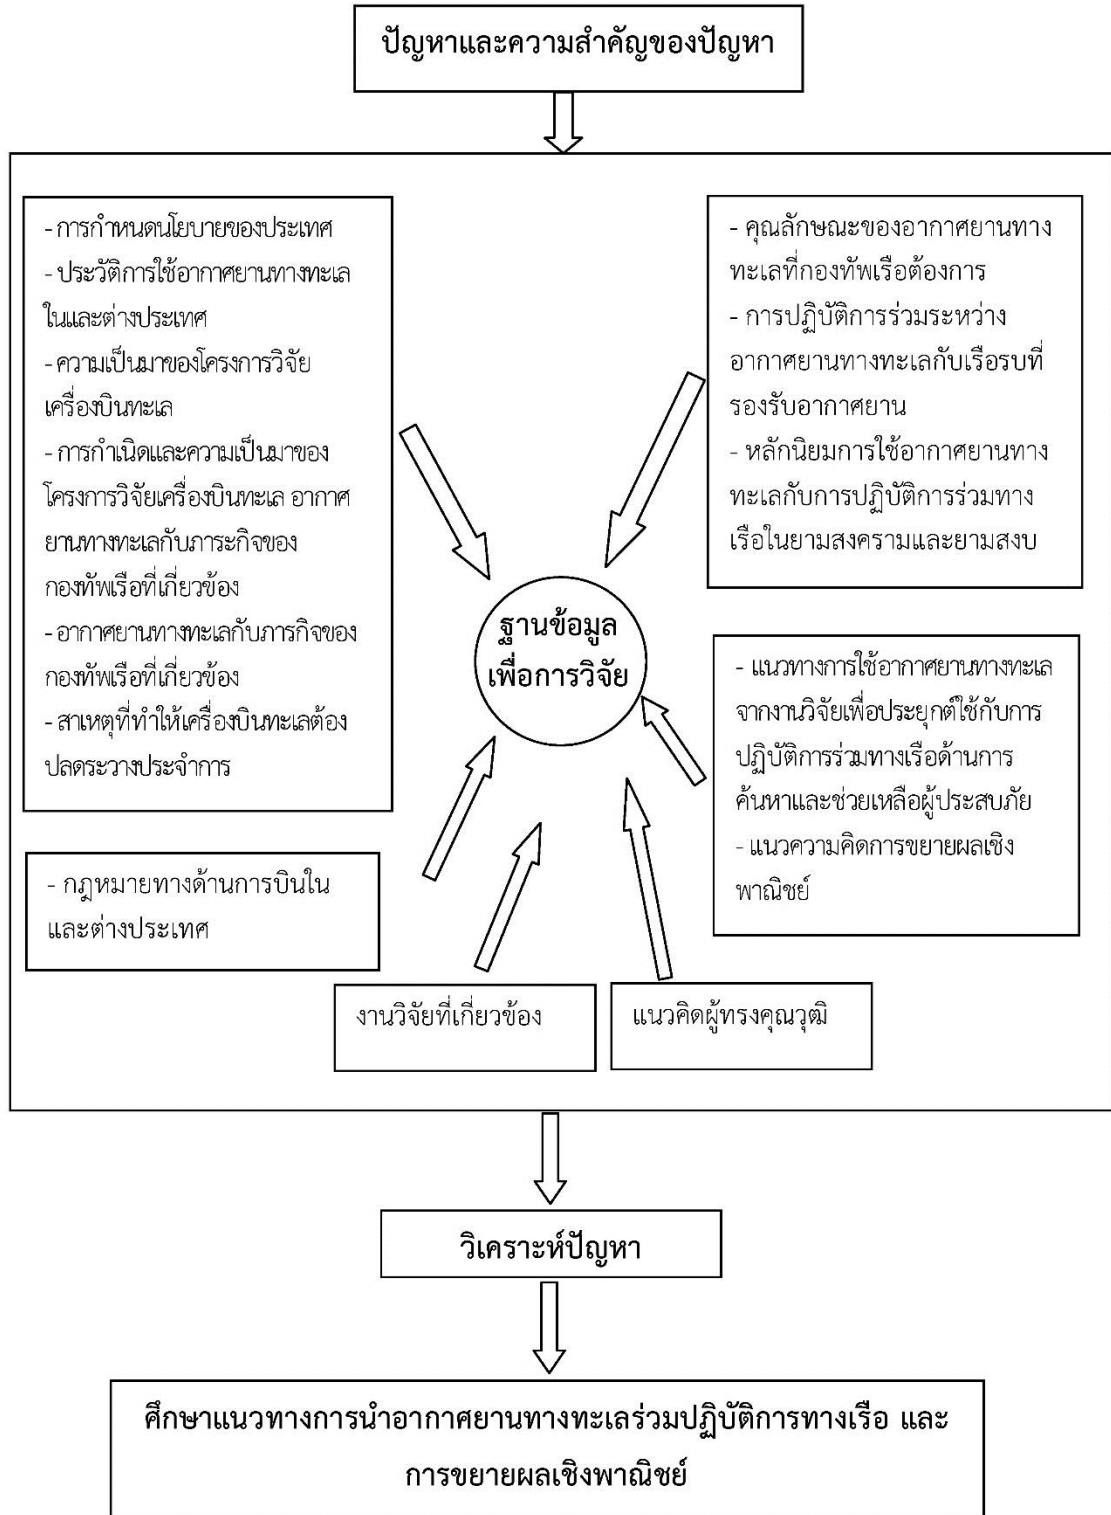 ปัญหาและความสำคัญของปัญหา
- การกำหนดนโยบายของประเทศ
- ประวัติการใช้อากาศยานทางทะเล
ในและต่างประเทศ
- ความเป็นมาของโครงการวิจัย
เครื่องบินทะเล
- การกำเนิดและความเป็นมาของ
โครงการวิจัยเครื่องบินทะเล อากาศ
ยานทางทะเลกับภาระกิจของ
กองทัพเรือที่เกี่ยวข้อง
- อากาศยานทางทะเลกับภารกิจของ
กองทัพเรือที่เกี่ยวข้อง
- สาเหตุที่ทำให้เครื่องบินทะเลต้อง
ปลดระวางประจำการ
- คุณลักษณะของอากาศยานทาง
ทะเลที่กองทัพเรือต้องการ
- การปฏิบัติการร่วมระหว่าง
อากาศยานทางทะเลกับเรือรบที่
รองรับอากาศยาน
- หลักนิยมการใช้อากาศยานทาง
ทะเลกับการปฏิบัติการร่วมทาง
เรือในยามสงครามและยามสงบ
ฐานข้อมูล
เพื่อการวิจัย
- แนวทางการใช้อากาศยานทางทะเล
จากงานวิจัยเพื่อประยุกต์ใช้กับการ
ปฏิบัติการร่วมทางเรือด้านการ
ค้นหาและช่วยเหลือผู้ประสบภัย
- แนวความคิดการขยายผลเชิง
พาณิชย์
- กฎหมายทางด้านการบินใน
และต่างประเทศ
งานวิจัยที่เกี่ยวข้อง
แนวคิดผู้ทรงคุณวุฒิ
วิเคราะห์ปัญหา
ศึกษาแนวทางการนำอากาศยานทางทะเลร่วมปฏิบัติการทางเรือ และ
การขยายผลเชิงพาณิชย์